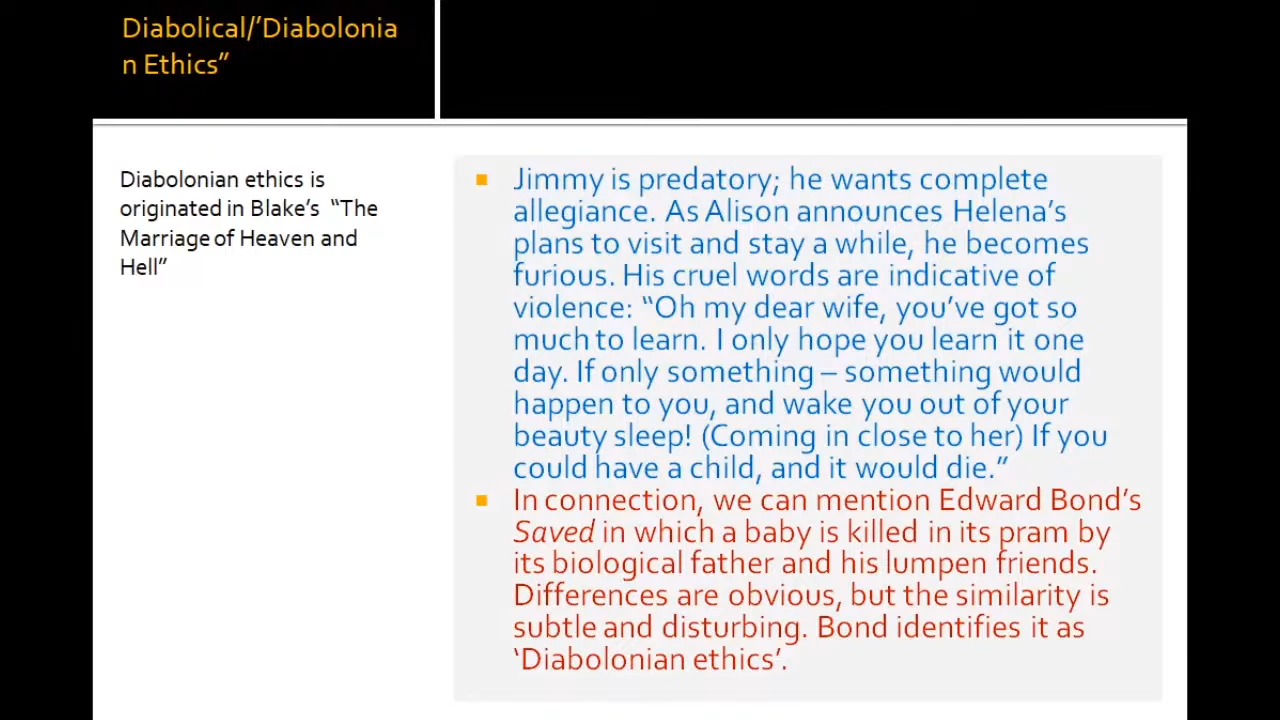 Diabolical/’Diabolonia
n Ethics”
Diabolonian ethics is
originated in Blake’s “The
Marriage of Heaven and
Hell”
Jimmy is predatory; he wants complete
allegiance. As Alison announces Helena’s
plans to visit and stay a while, he becomes
furious. His cruel words are indicative of
violence: “Oh my dear wife, you’ve got so
much to learn. I only hope you learn it one
day. If only something – something would
happen to you, and wake you out of your
beauty sleep! (Coming in close to her) If you
could have a child, and it would die.”
In connection, we can mention Edward Bond’s
Saved in which a baby is killed in its pram by
its biological father and his lumpen friends.
Differences are obvious, but the similarity is
subtle and disturbing. Bond identifies it as
‘Diabolonian ethics’.